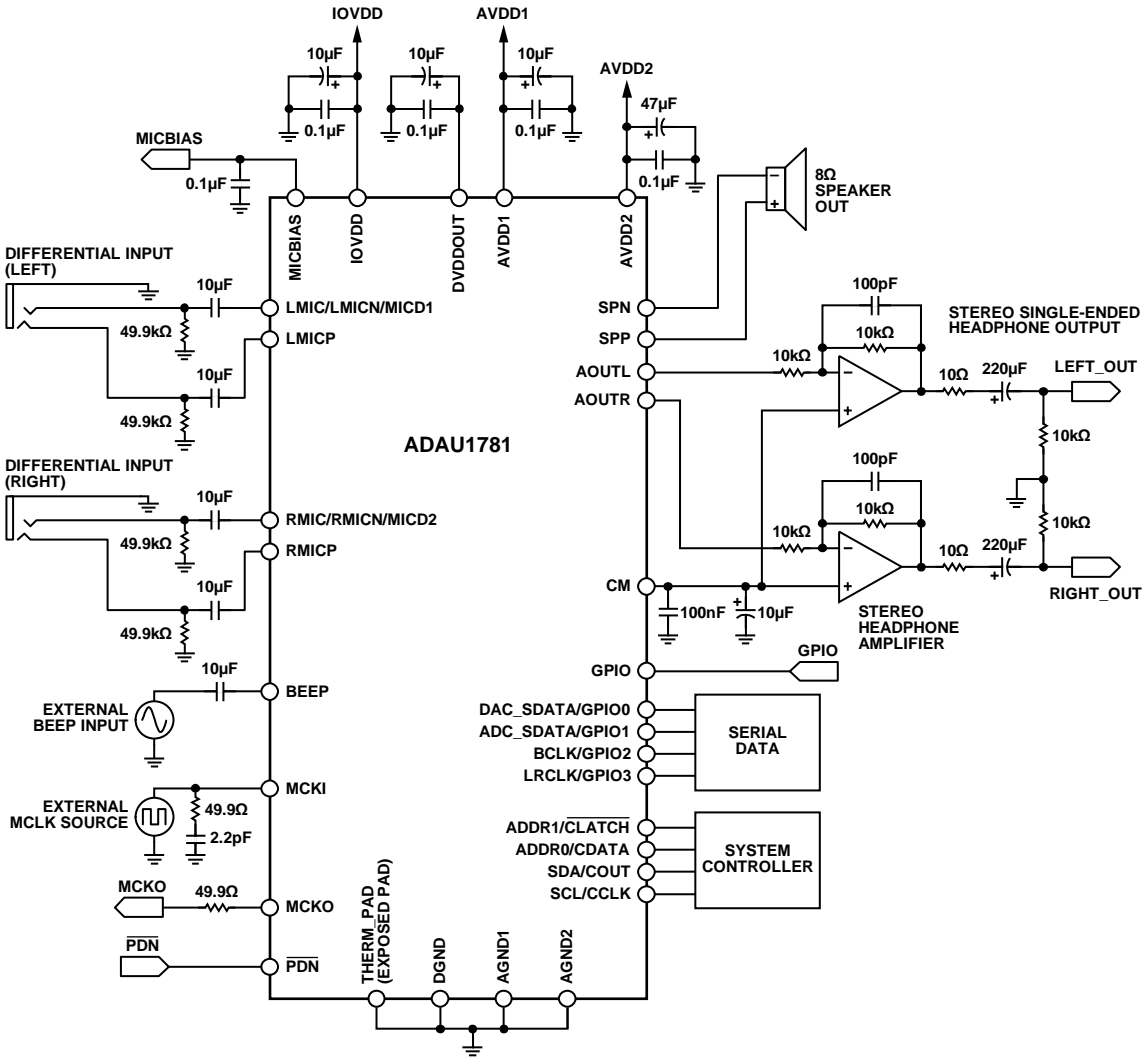 IOVDD
AVDD1
10µF
10µF
10µF
AVDD2
47µF
0.1µF
0.1µF
0.1µF
0.1µF
MICBIAS
0.1µF
8Ω
SPEAKER
OUT
−
+
MICBIAS
IOVDD
DVDDOUT
AVDD1
AVDD2
DIFFERENTIAL INPUT
(LEFT)
10µF
49.9kΩ
LMIC/LMICN/MICD1
LMICP
10µF
49.9kΩ
SPN
SPP
AOUTL
AOUTR
100pF
10kΩ
10kΩ
−
+
10Ω
220µF
+
STEREO SINGLE-ENDED
HEADPHONE OUTPUT
LEFT_OUT
10kΩ
ADAU1781
DIFFERENTIAL INPUT
(RIGHT)
10µF
49.9kΩ
RMIC/RMICN/MICD2
RMICP
10µF
49.9kΩ
100pF
10kΩ
10kΩ
−
+
10Ω
220µF
+
10kΩ
RIGHT_OUT
CM
100nF
+
10µF
STEREO
HEADPHONE
AMPLIFIER
10µF
BEEP
EXTERNAL
BEEP INPUT
GPIO
GPIO
DAC_SDATA/GPIO0
ADC_SDATA/GPIO1
BCLK/GPIO2
LRCLK/GPIO3
SERIAL
DATA
MCKI
EXTERNAL
MCLK SOURCE
49.9Ω
2.2pF
ADDR1/CLATCH
ADDR0/CDATA
SDA/COUT
SCL/CCLK
SYSTEM
CONTROLLER
MCKO
49.9Ω
MCKO
PDN
PDN
THERM_PAD
(EXPOSED PAD)
DGND
AGND1
AGND2